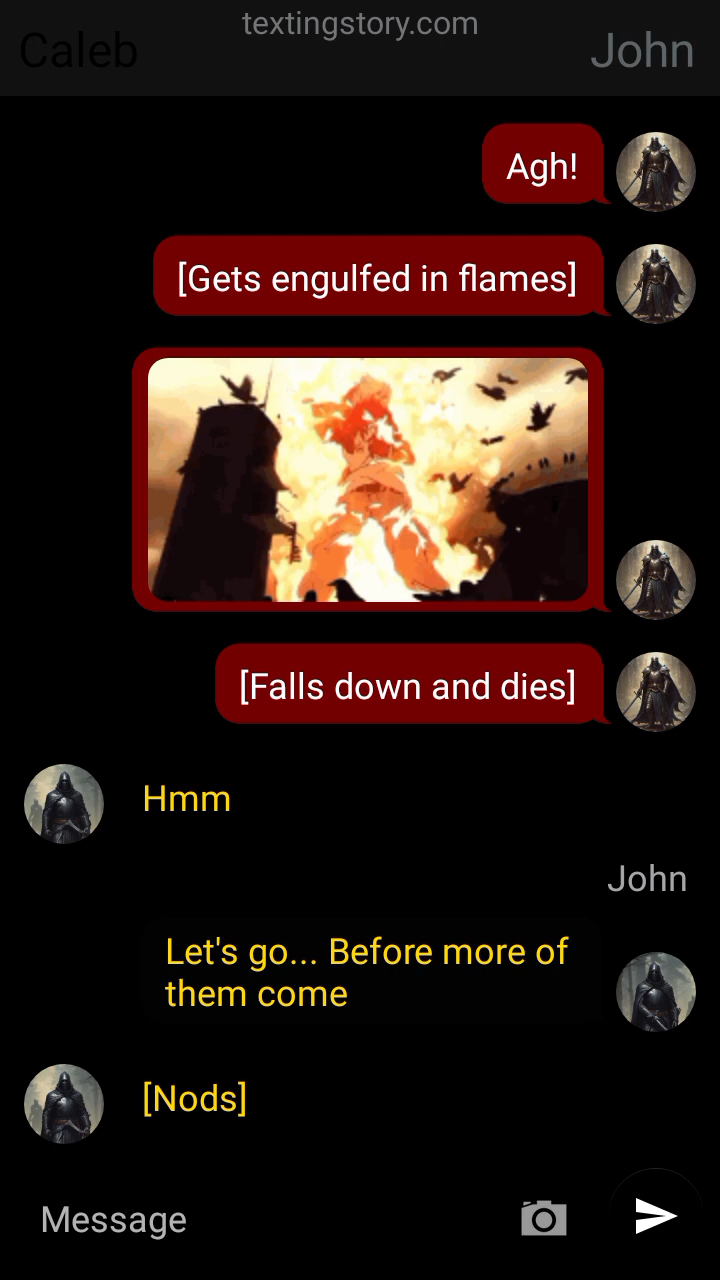 textingstory.com
Caleb
John
Agh!
[Gets engulfed in flames]
[Falls down and dies]
Hmm
John
Let's go... Before more of
them come
[Nods]
Message